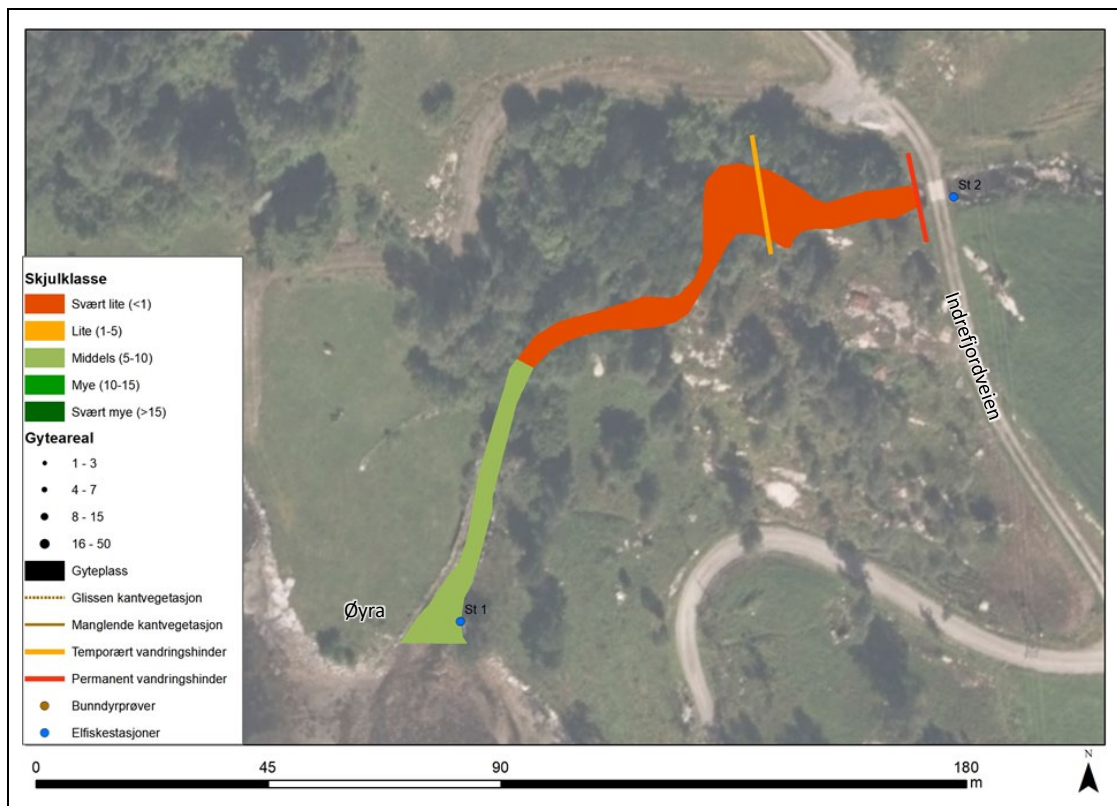 St 2
Indrefjordveien
Øyra
St 1
Skjulklasse
Svært lite (<1)
Lite (1-5)
Middels (5-10)
Mye (10-15)
Svært mye (>15)
Gyteareal
1 - 3
4 - 7
8 - 15
16 - 50
Gyteplass
Glissen kantvegetasjon
Manglende kantvegetasjon
Temporært vandringshinder
Permanent vandringshinder
Bunndyrprøver
Elfiskestasjoner
0 45 90 180
m
N